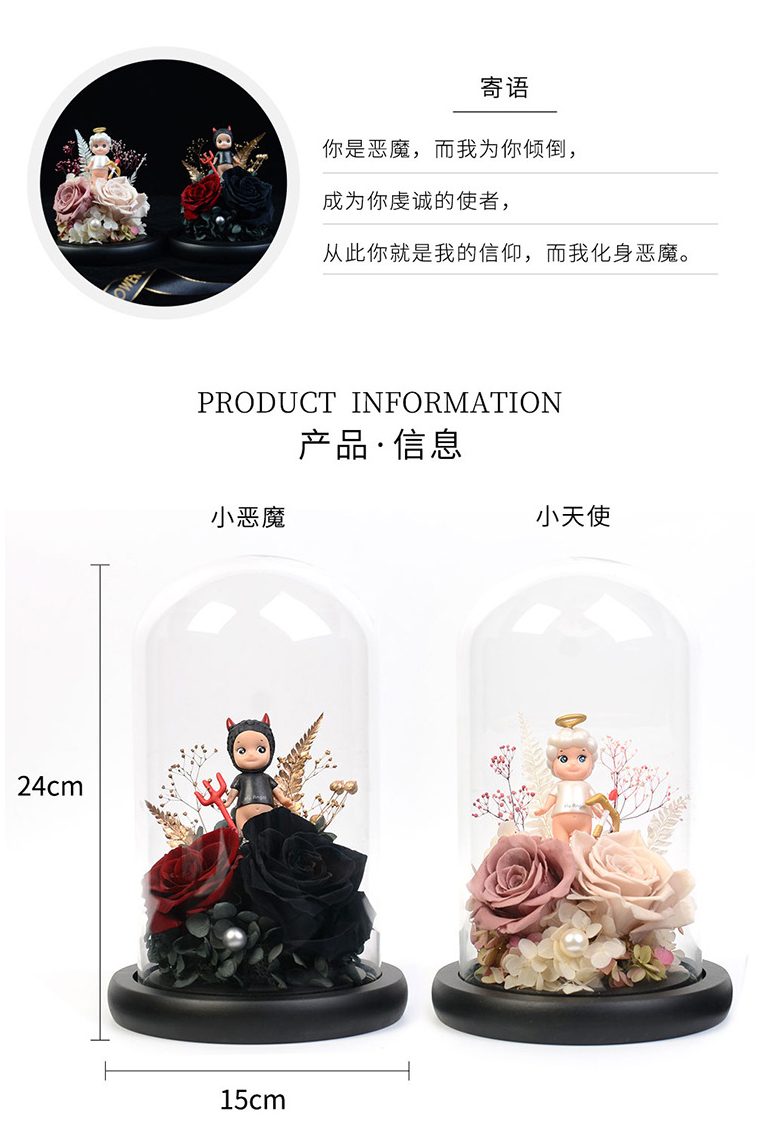 寄语
你是恶魔，而我为你倾倒，
成为你虔诚的使者，
从此你就是我的信仰，而我化身恶魔。
PRODUCT INFORMATION
产品·信息
小恶魔
小天使
24cm
15cm